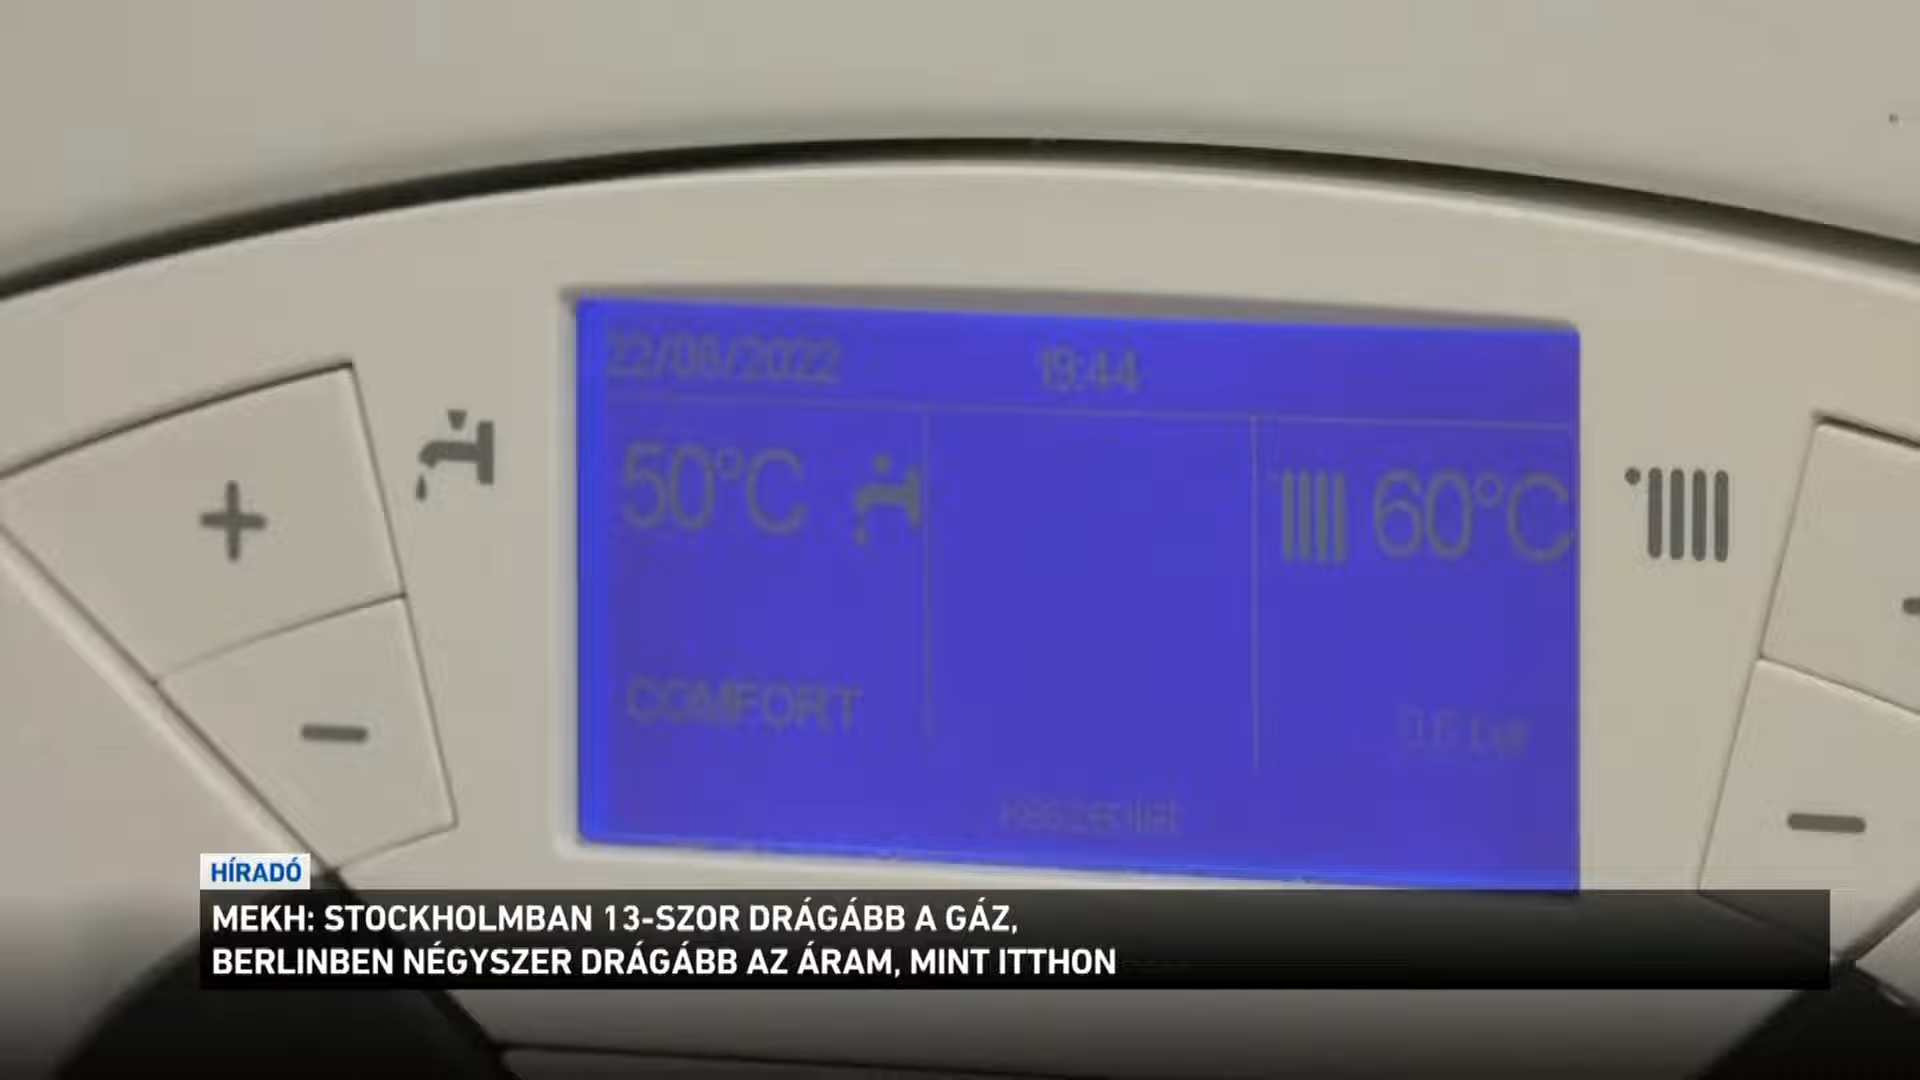 22/08/2022 19:44
50°C 60°C
COMFORT
HÍRADÓ
MEKH: STOCKHOLMBAN 13-SZOR DRÁGÁBB A GÁZ,
BERLINBEN NÉGYSZER DRÁGÁBB AZ ÁRAM, MINT ITTHON